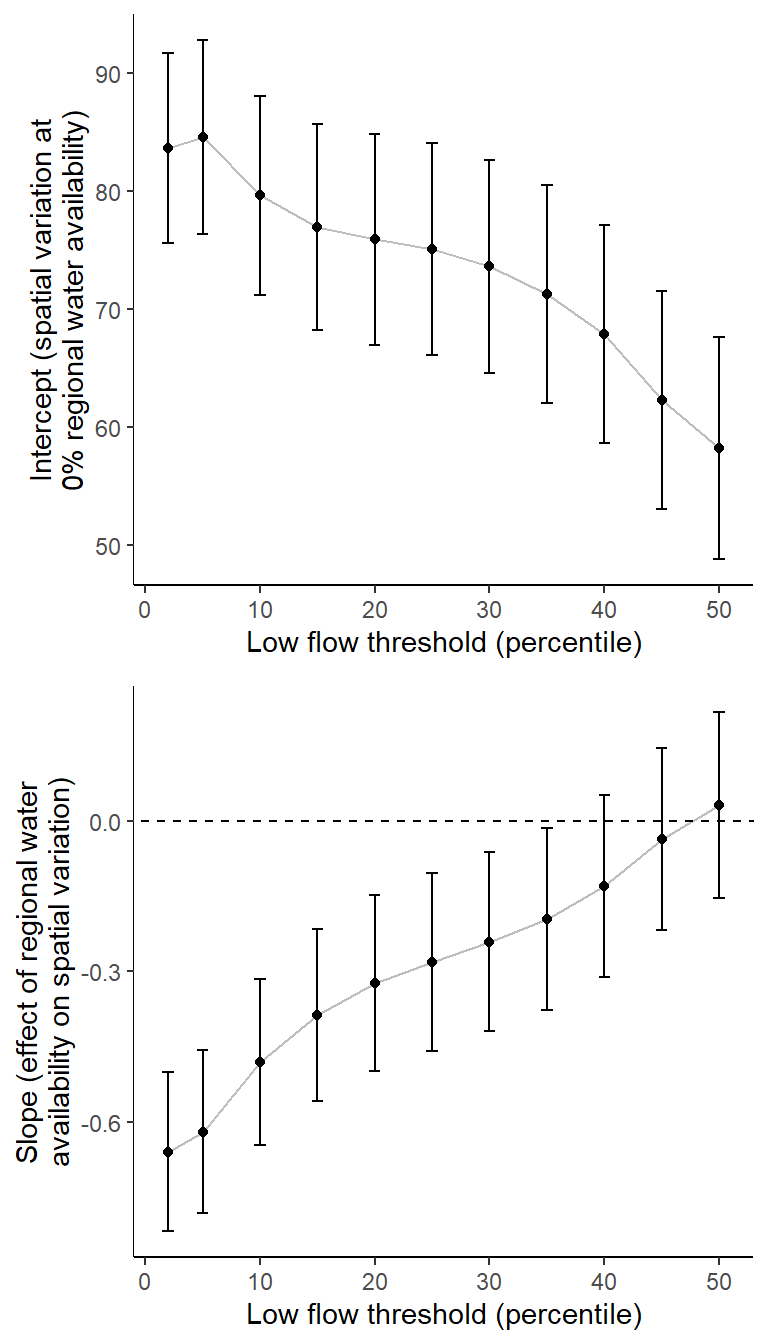 Intercept (spatial variation at
0% regional water availability)
90
80
70
60
50
0 10 20 30 40 50
Low flow threshold (percentile)
Slope (effect of regional water
availability on spatial variation)
0.0
-0.3
-0.6
0 10 20 30 40 50
Low flow threshold (percentile)